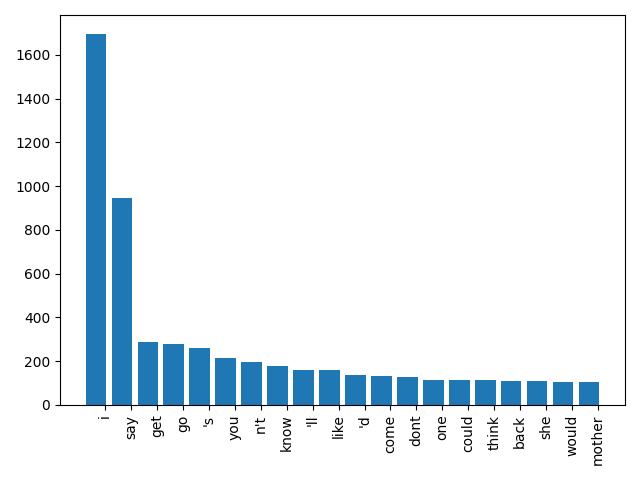 1600
1400
1200
1000
800
600
400
200
0
i
say
get
go
's
you
n't
know
'll
like
'd
come
dont
one
could
think
back
she
would
mother